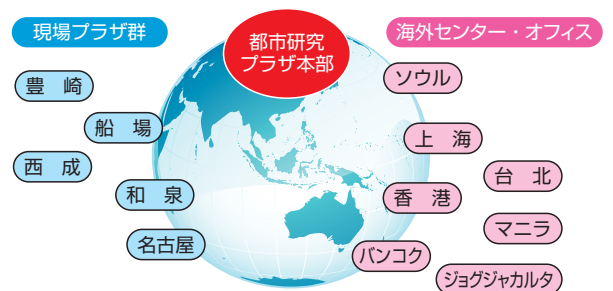 現場プラザ群
都市研究
プラザ本部
海外センター・オフィス
豊　崎
船　場
西　成
和　泉
名古屋
ソウル
上　海
台　北
香　港
マニラ
バンコク
ジョグジャカルタ